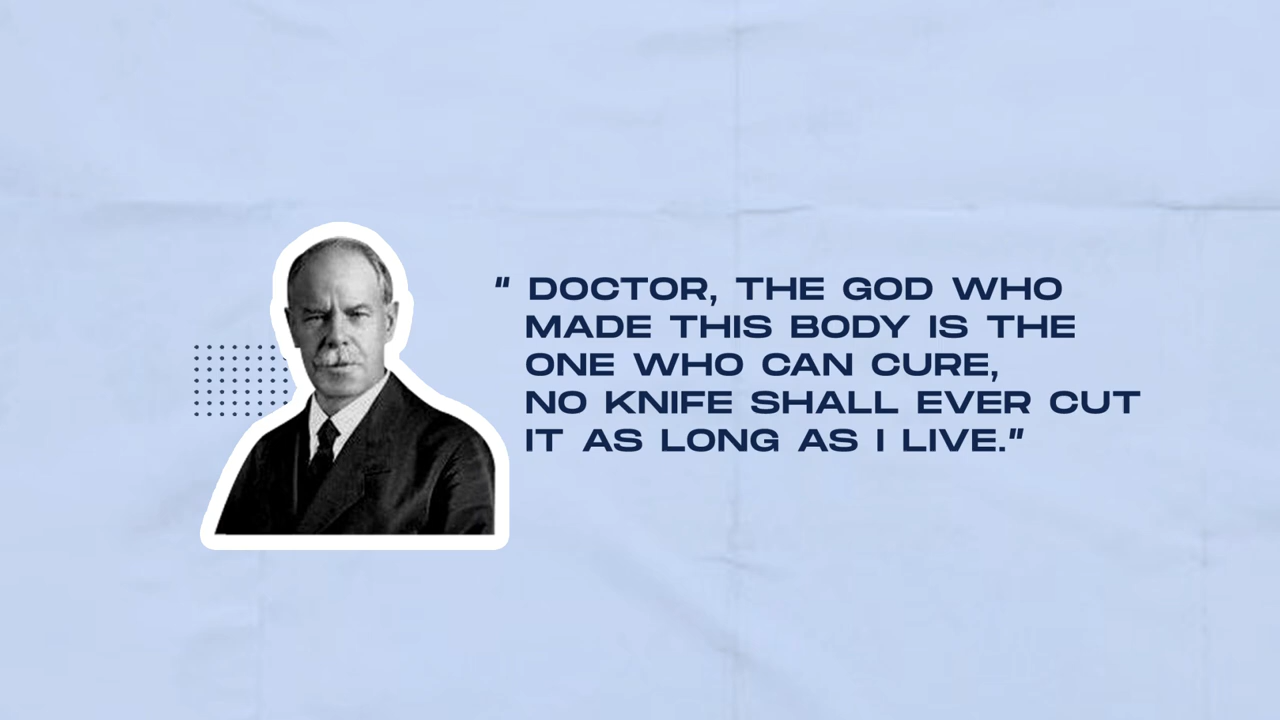 " DOCTOR, THE GOD WHO
MADE THIS BODY IS THE
ONE WHO CAN CURE,
NO KNIFE SHALL EVER CUT
IT AS LONG AS I LIVE."